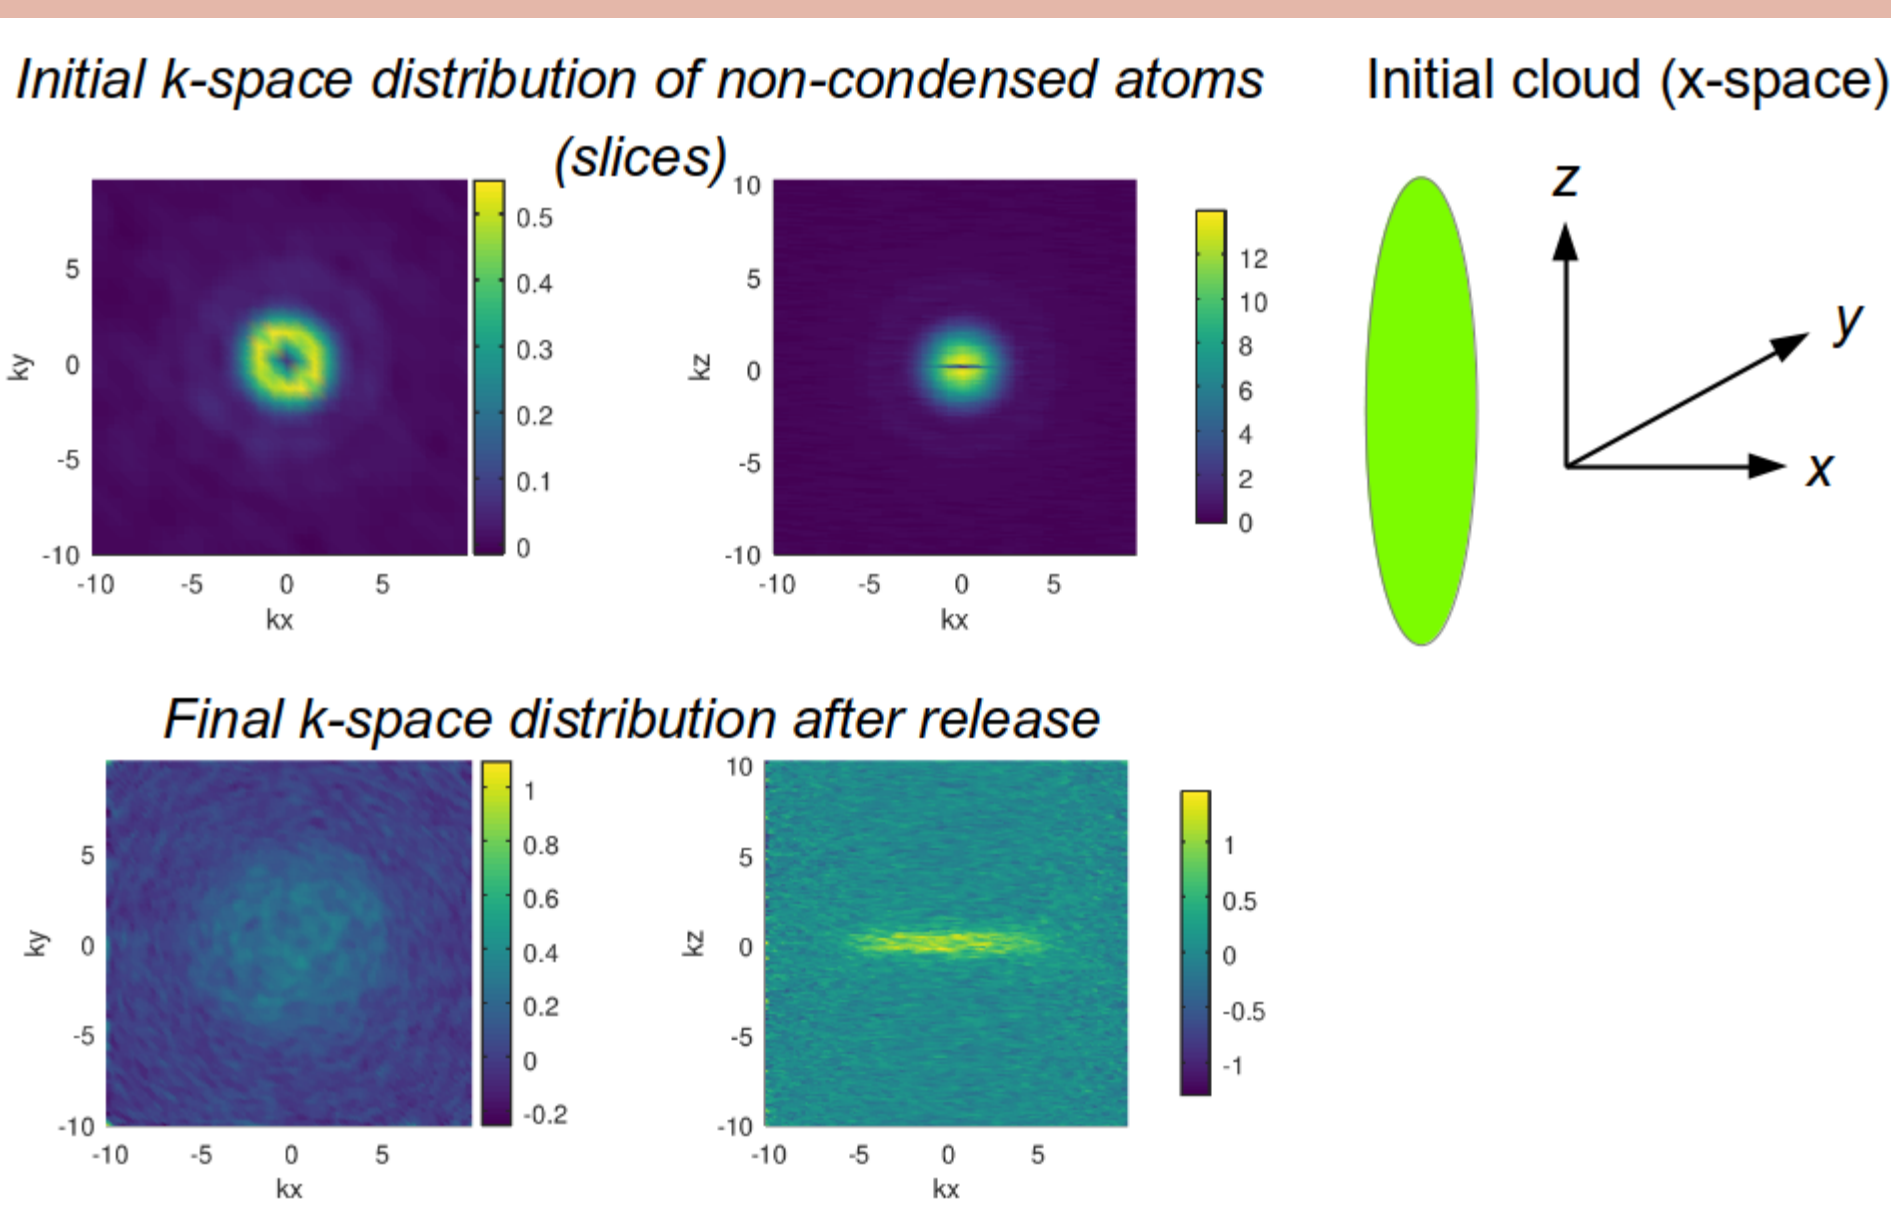 Initial k-space distribution of non-condensed atoms
(slices)
Initial cloud (x-space)
0.5
0.4
0.3
0.2
0.1
0
5
0
-5
-10
ky
-10 -5 0 5
kx
10
5
0
-5
-10
kz
-10 -5 0 5
kx
12
10
8
6
4
2
0
z
y
x
Final k-space distribution after release
5
0
-5
-10
ky
-10 -5 0 5
kx
1
0.8
0.6
0.4
0.2
0
-0.2
10
5
0
-5
-10
kz
-10 -5 0 5
kx
1
0.5
0
-0.5
-1